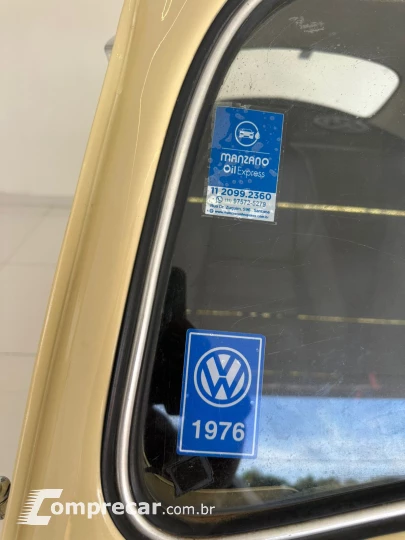 MANZANO
Oil Express
11 2099.2360
VW
1976
Comprecar.com.br